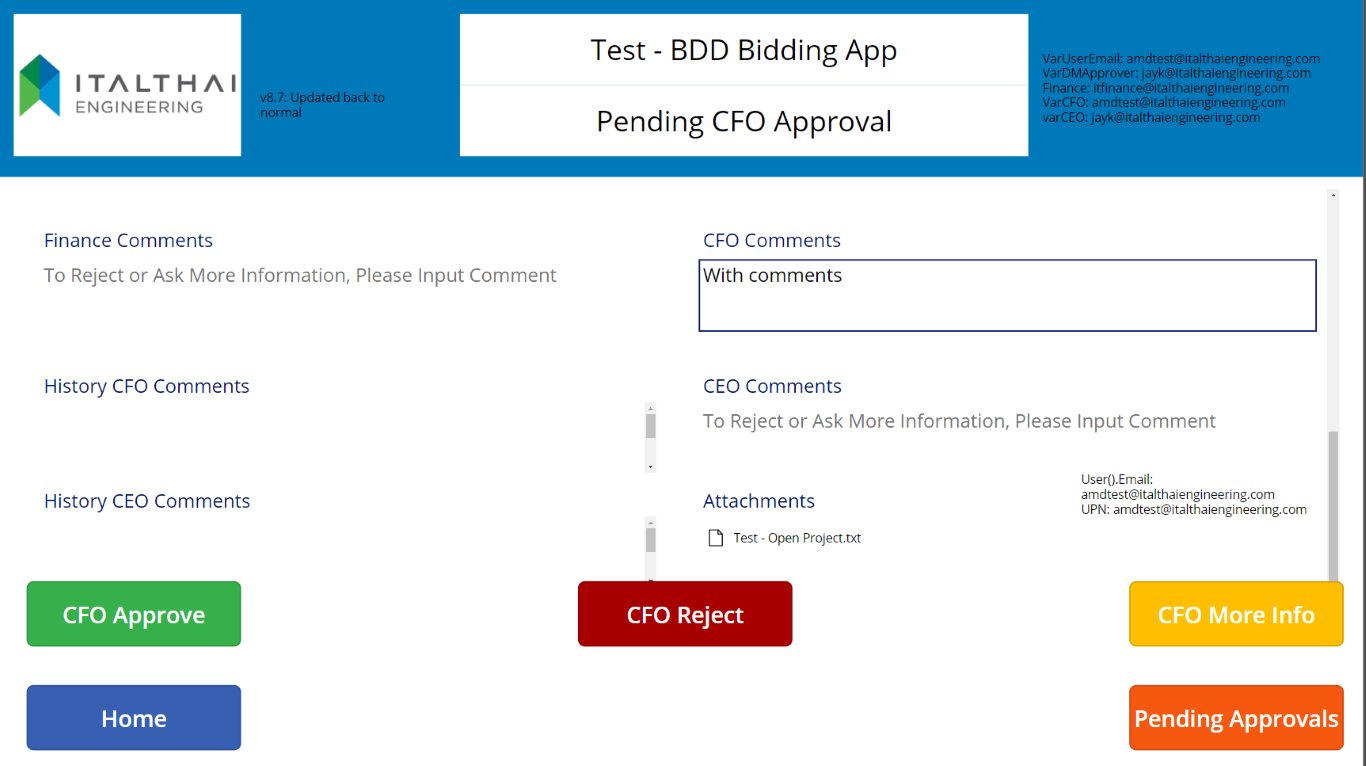 ITALTHAI
ENGINEERING
v8.7: Updated back to
normal
Test - BDD Bidding App
Pending CFO Approval
VarUserEmail: amdtest@italthaiengineering.com
VarDMApprover: jayk@italthaiengineering.com
Finance: itfinance@italthaiengineering.com
VarCFO: amdtest@italthaiengineering.com
varCEO: jayk@italthaiengineering.com
Finance Comments
To Reject or Ask More Information, Please Input Comment
CFO Comments
With comments
History CFO Comments
CEO Comments
To Reject or Ask More Information, Please Input Comment
History CEO Comments
Attachments
Test - Open Project.txt
User().Email:
amdtest@italthaiengineering.com
UPN: amdtest@italthaiengineering.com
CFO Approve
CFO Reject
CFO More Info
Home
Pending Approvals